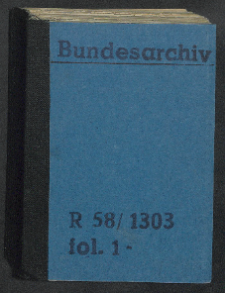 Bundesarchiv
R 58/1303
fol. 1-